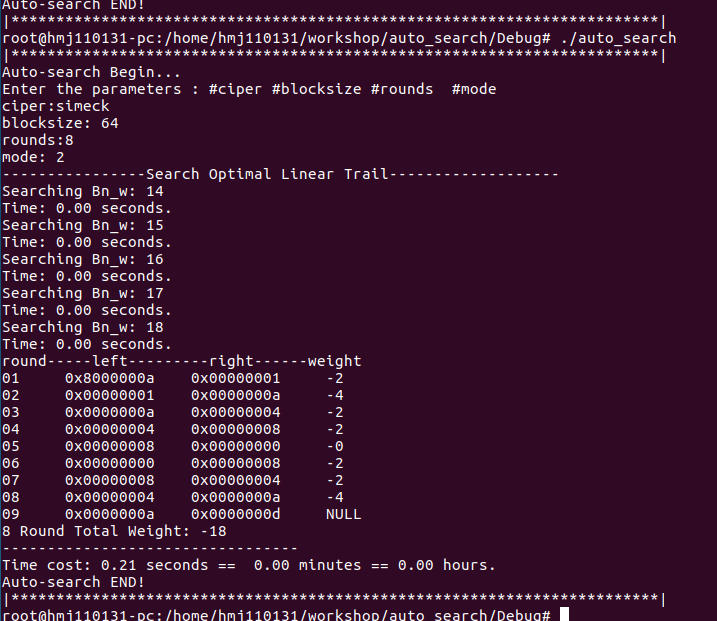 Auto-search END!
|************************************************************************|
root@hmj110131-pc:/home/hmj110131/workshop/auto_search/Debug# ./auto_search
|************************************************************************|
Auto-search Begin...
Enter the parameters : #ciper #blocksize #rounds  #mode
ciper:simeck
blocksize: 64
rounds:8
mode: 2
----------------Search Optimal Linear Trail-------------------
Searching Bn_w: 14
Time: 0.00 seconds.
Searching Bn_w: 15
Time: 0.00 seconds.
Searching Bn_w: 16
Time: 0.00 seconds.
Searching Bn_w: 17
Time: 0.00 seconds.
Searching Bn_w: 18
Time: 0.00 seconds.
round-----left---------right------weight
01     0x8000000a    0x00000001     -2
02     0x00000001    0x0000000a     -4
03     0x0000000a    0x00000004     -2
04     0x00000004    0x00000008     -2
05     0x00000008    0x00000000     -0
06     0x00000000    0x00000008     -2
07     0x00000008    0x00000004     -2
08     0x00000004    0x0000000a     -4
09     0x0000000a    0x0000000d     NULL
8 Round Total Weight: -18
---------------------------------
Time cost: 0.21 seconds ==  0.00 minutes == 0.00 hours.
Auto-search END!
|************************************************************************|
root@hmj110131-pc:/home/hmj110131/workshop/auto_search/Debug#